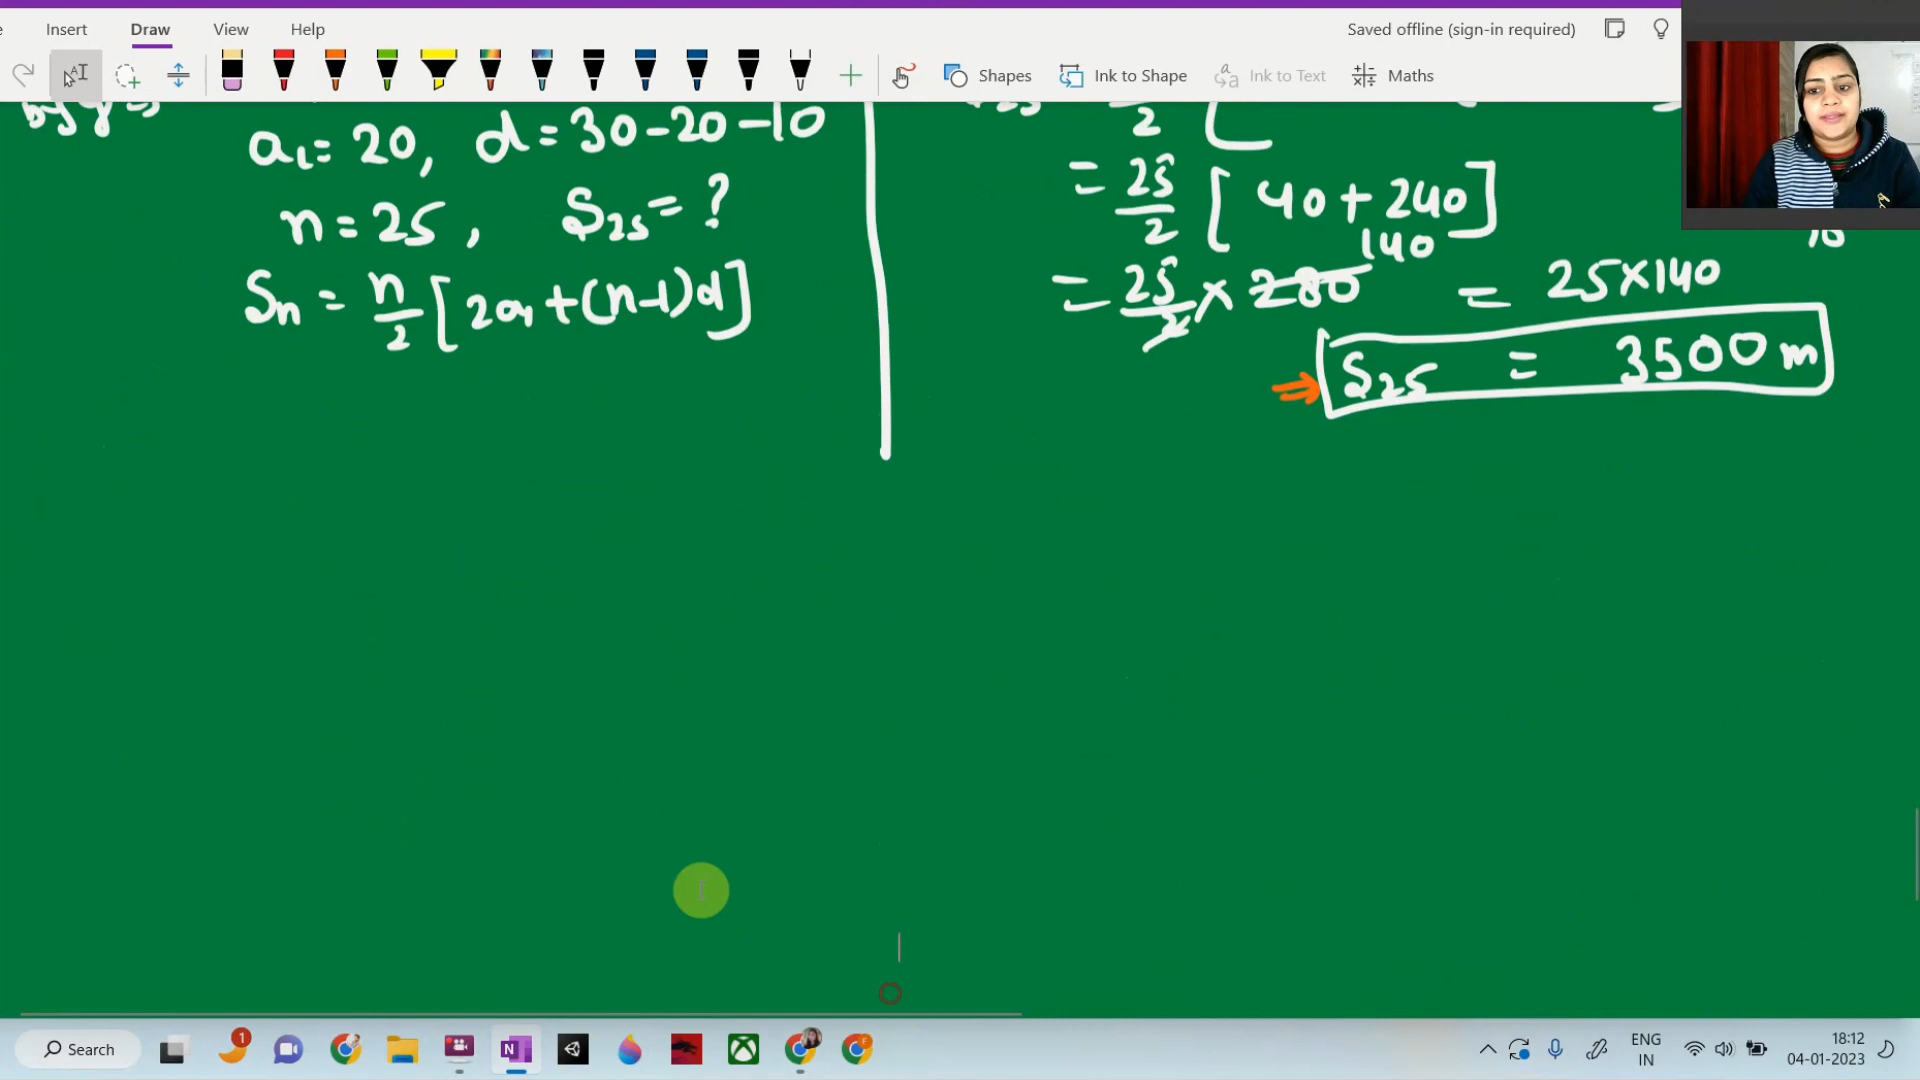 Insert Draw View Help Saved offline (sign-in required)
Shapes Ink to Shape Ink to Text Maths
a₁ = 20, d = 30 - 20 - 10
n = 25, S₂₅ = ?
Sn = n/2 [2a₁ + (n-1)d]
= 25/2 [40 + 240]
140
= 25/2 × 280 = 25×140
S₂₅ = 3500 m
Search 1 ENG 18:12
IN 04-01-2023